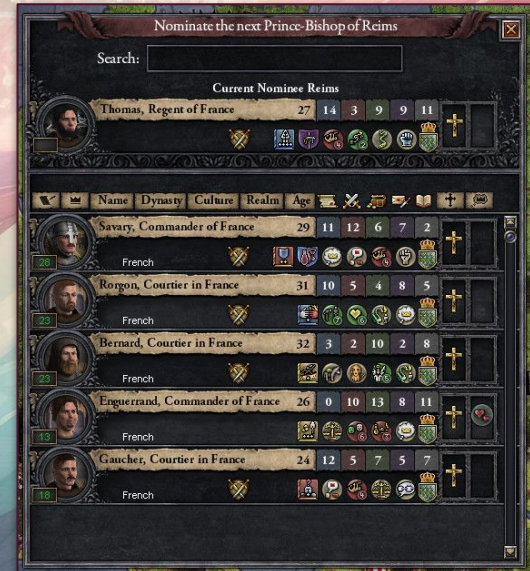 Nominate the next Prince-Bishop of Reims
Search:
Current Nominee Reims
Thomas, Regent of France 27 14 3 9 9 11
Name Dynasty Culture Realm Age
Savary, Commander of France 29 11 12 6 7 2
28 French
Rorgon, Courtier in France 31 10 5 4 8 5
23 French
Bernard, Courtier in France 32 3 2 10 2 8
23 French
Enguerrand, Commander of France 26 0 10 13 8 11
13 French
Gaucher, Courtier in France 24 12 5 7 5 7
18 French